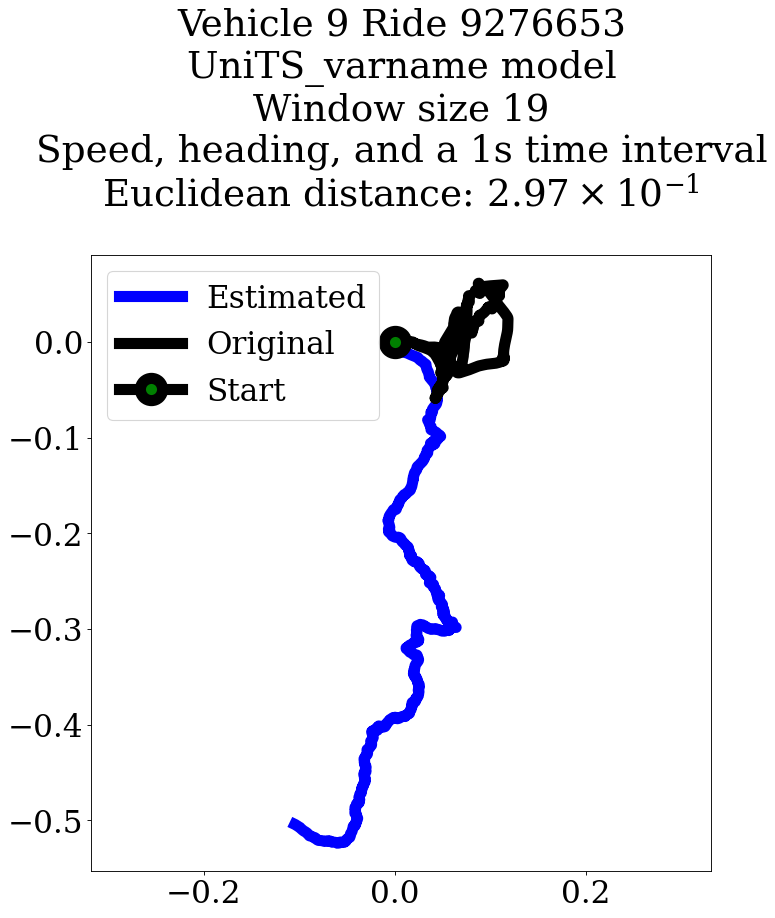 Vehicle 9 Ride 9276653
UniTS_varname model
Window size 19
Speed, heading, and a 1s time interval
Euclidean distance: 2.97 × 10⁻¹
Estimated
Original
Start
0.0
−0.1
−0.2
−0.3
−0.4
−0.5
−0.2
0.0
0.2